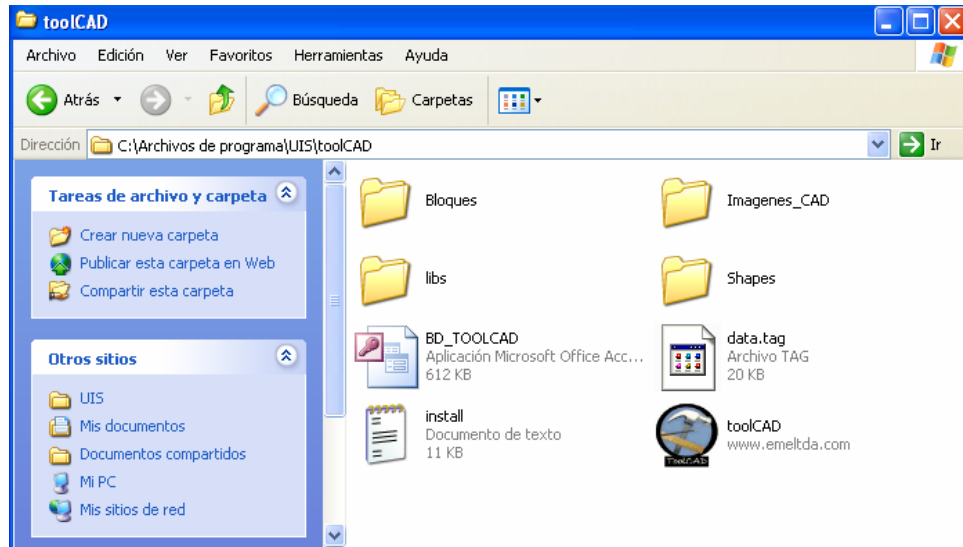 toolCAD
Archivo Edición Ver Favoritos Herramientas Ayuda
Atrás Búsqueda Carpetas
Dirección C:\Archivos de programa\UIS\toolCAD Ir
Tareas de archivo y carpeta
Crear nueva carpeta
Publicar esta carpeta en Web
Compartir esta carpeta
Otros sitios
UIS
Mis documentos
Documentos compartidos
Mi PC
Mis sitios de red
Bloques
Imagenes_CAD
libs
Shapes
BD_TOOLCAD
Aplicación Microsoft Office Acc...
612 KB
data.tag
Archivo TAG
20 KB
install
Documento de texto
11 KB
ToolCAD
toolCAD
www.emeltda.com